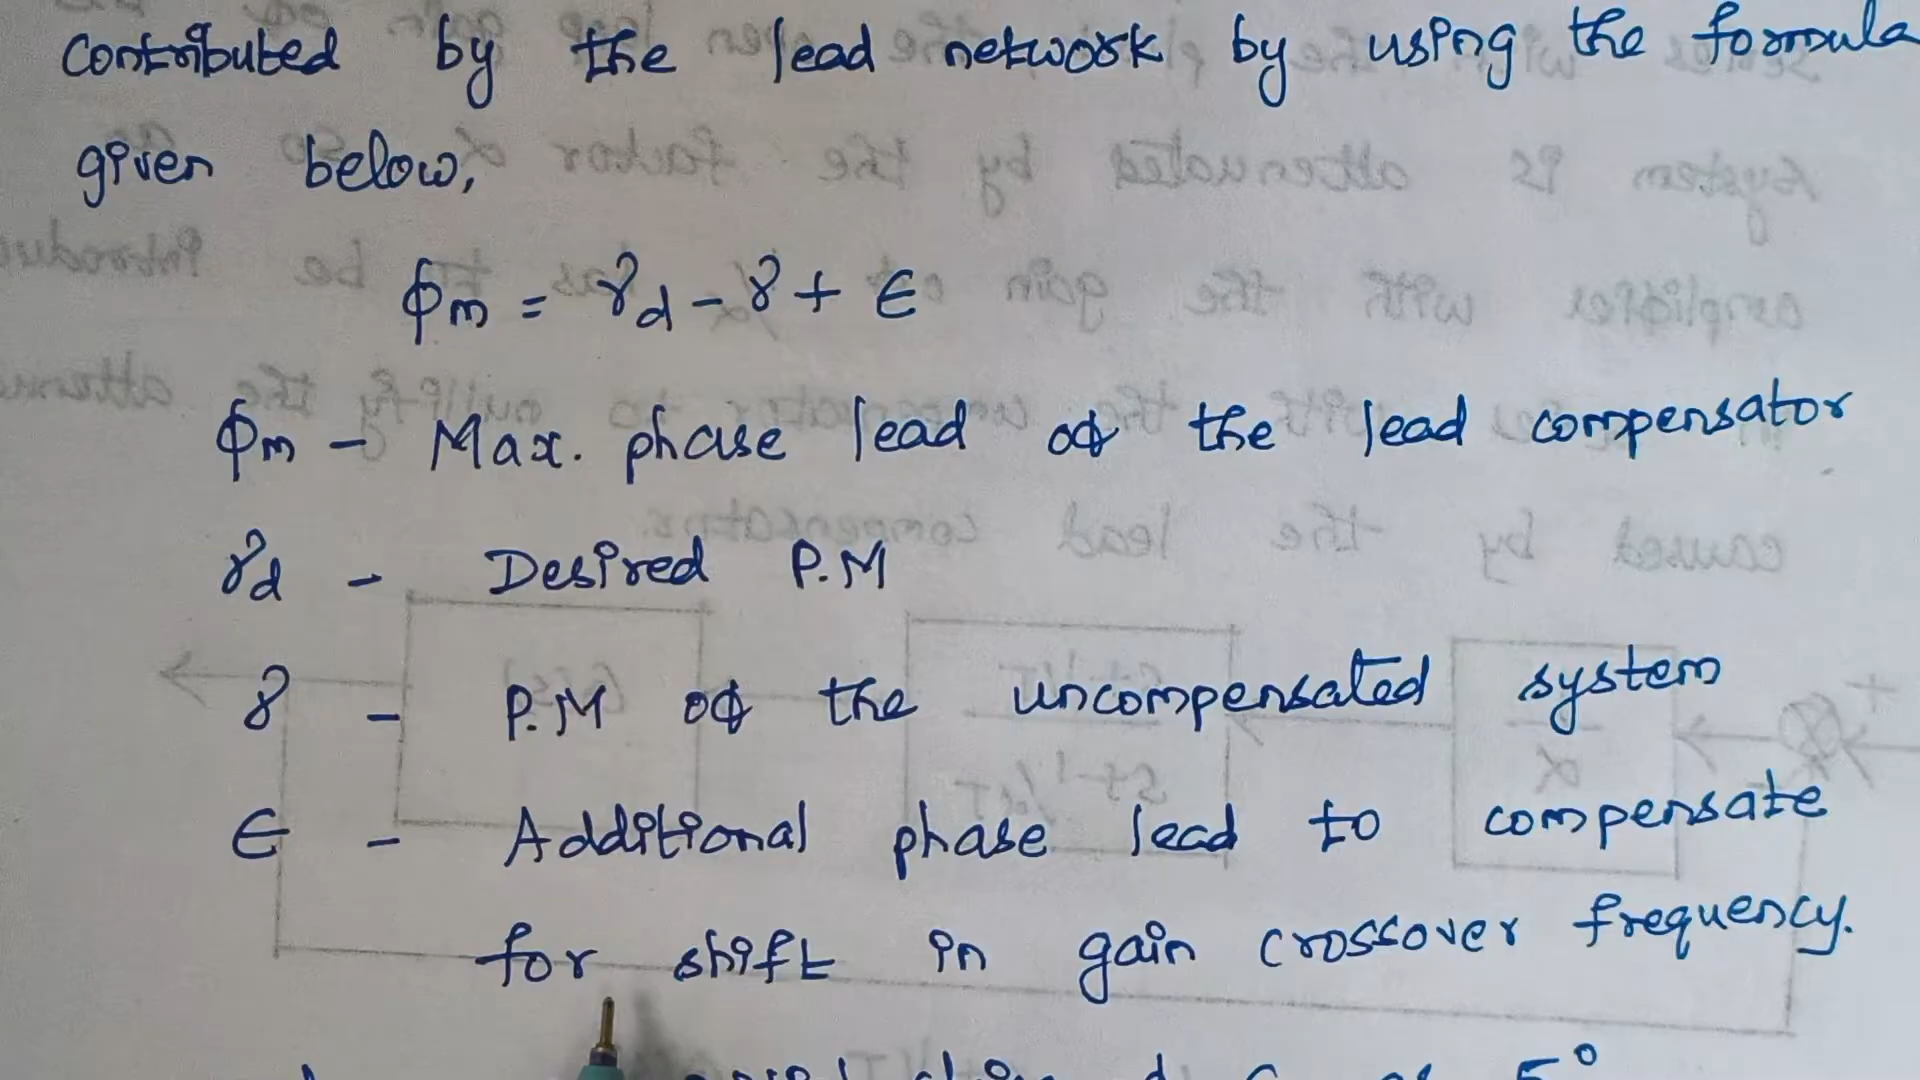 contributed by the lead network by using the formula
given below,
ϕm = γd - γ + ϵ
ϕm - Max. phase lead of the lead compensator
γd - Desired P.M
γ - P.M of the uncompensated system
ϵ - Additional phase lead to compensate
for shift in gain crossover frequency.
5°